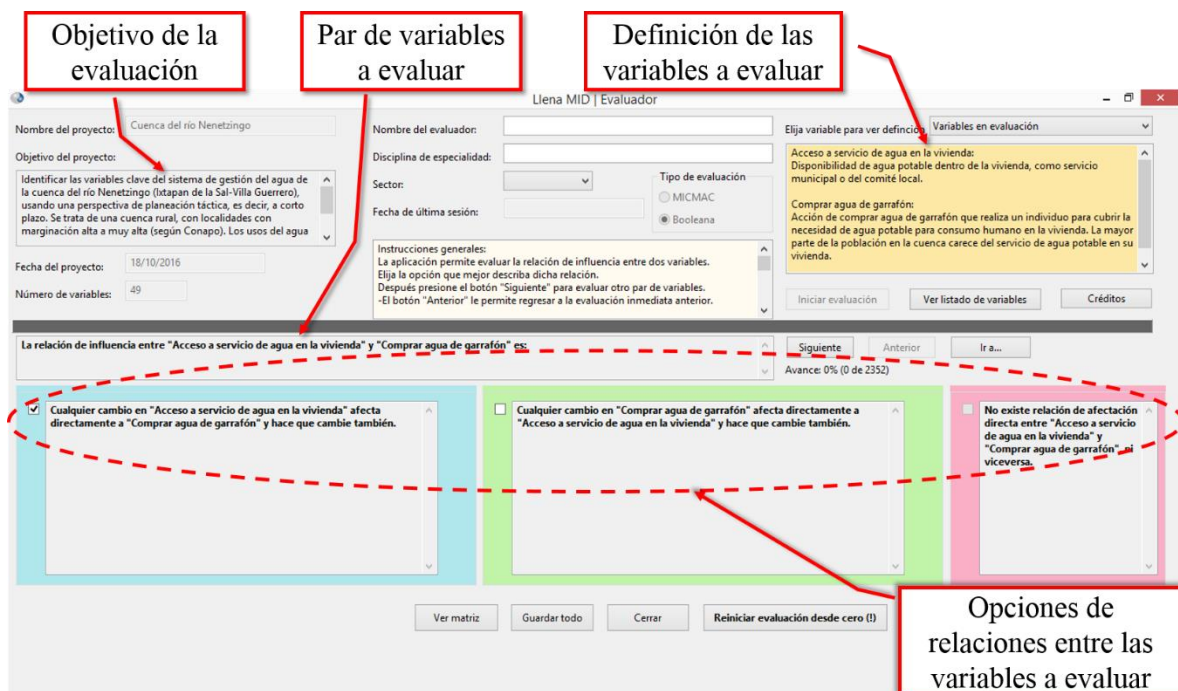 Objetivo de la
evaluación
Par de variables
a evaluar
Definición de las
variables a evaluar
Llena MID | Evaluador
Nombre del proyecto:
Cuenca del río Nenetzingo
Objetivo del proyecto:
Identificar las variables clave del sistema de gestión del agua de
la cuenca del río Nenetzingo (Ixtapan de la Sal-Villa Guerrero),
usando una perspectiva de planeación táctica, es decir, a corto
plazo. Se trata de una cuenca rural, con localidades con
marginación alta a muy alta (según Conapo). Los usos del agua
Fecha del proyecto:
18/10/2016
Número de variables:
49
Nombre del evaluador:
Disciplina de especialidad:
Sector:
Fecha de última sesión:
Tipo de evaluación
MICMAC
Booleana
Instrucciones generales:
La aplicación permite evaluar la relación de influencia entre dos variables.
Elija la opción que mejor describa dicha relación.
Después presione el botón "Siguiente" para evaluar otro par de variables.
-El botón "Anterior" le permite regresar a la evaluación inmediata anterior.
Elija variable para ver definción
Variables en evaluación
Acceso a servicio de agua en la vivienda:
Disponibilidad de agua potable dentro de la vivienda, como servicio
municipal o del comité local.
Comprar agua de garrafón:
Acción de comprar agua de garrafón que realiza un individuo para cubrir la
necesidad de agua potable para consumo humano en la vivienda. La mayor
parte de la población en la cuenca carece del servicio de agua potable en su
vivienda.
Iniciar evaluación
Ver listado de variables
Créditos
La relación de influencia entre "Acceso a servicio de agua en la vivienda" y "Comprar agua de garrafón" es:
Siguiente
Anterior
Ir a...
Avance: 0% (0 de 2352)
Cualquier cambio en "Acceso a servicio de agua en la vivienda" afecta
directamente a "Comprar agua de garrafón" y hace que cambie también.
Cualquier cambio en "Comprar agua de garrafón" afecta directamente a
"Acceso a servicio de agua en la vivienda" y hace que cambie también.
No existe relación de afectación
directa entre "Acceso a servicio
de agua en la vivienda" y
"Comprar agua de garrafón", ni
viceversa.
Ver matriz
Guardar todo
Cerrar
Reiniciar evaluación desde cero (!)
Opciones de
relaciones entre las
variables a evaluar